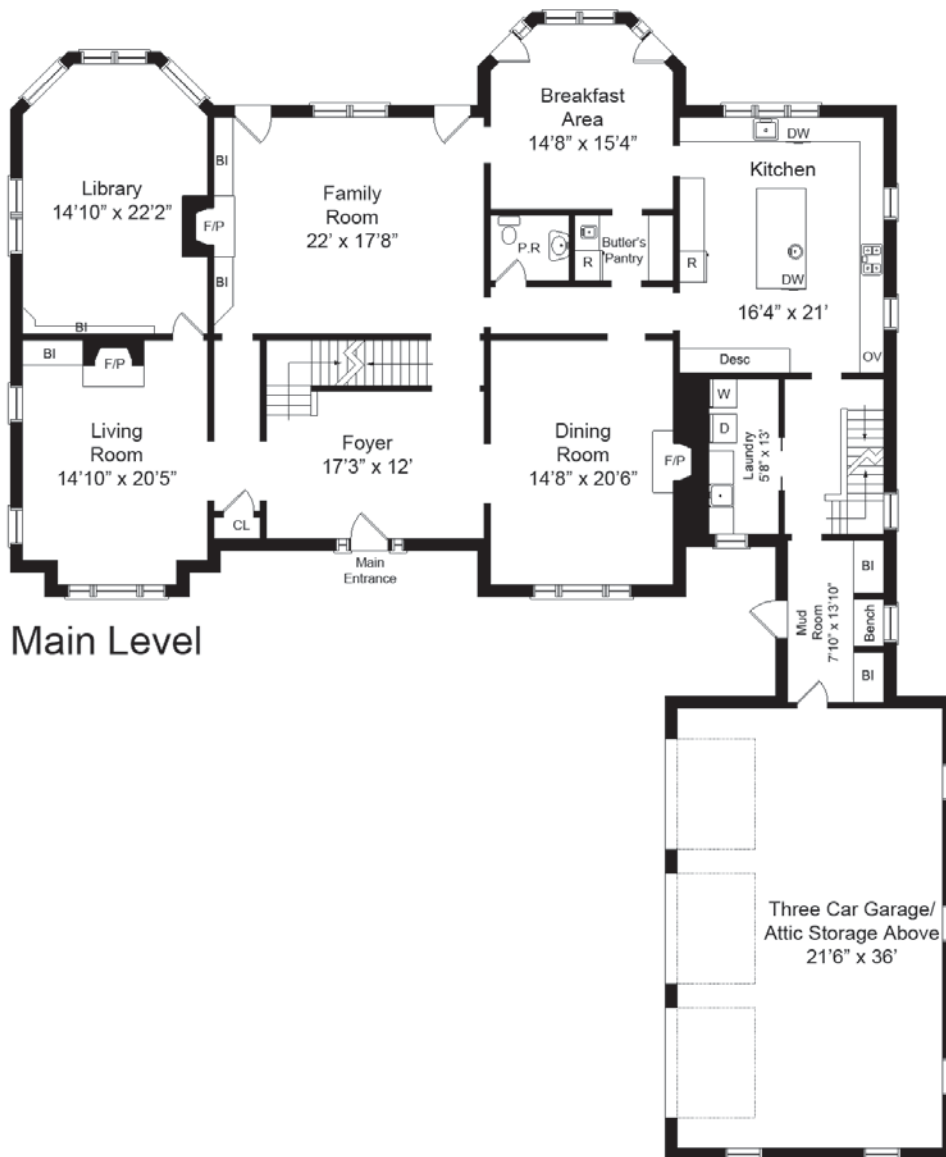 Breakfast
Area
14'8" x 15'4"
DW
Kitchen
BI
Library
14'10" x 22'2"
Family
Room
22' x 17'8"
F/P
P.R
R
Butler's
Pantry
R
DW
BI
BI
16'4" x 21'
BI
F/P
Desc
OV
W
D
Living
Room
14'10" x 20'5"
Foyer
17'3" x 12'
Dining
Room
14'8" x 20'6"
F/P
Laundry
5'8" x 13'
CL
Main
Entrance
BI
Bench
BI
Mud
Room
7'10" x 13'10"
Main Level
Three Car Garage/
Attic Storage Above
21'6" x 36'